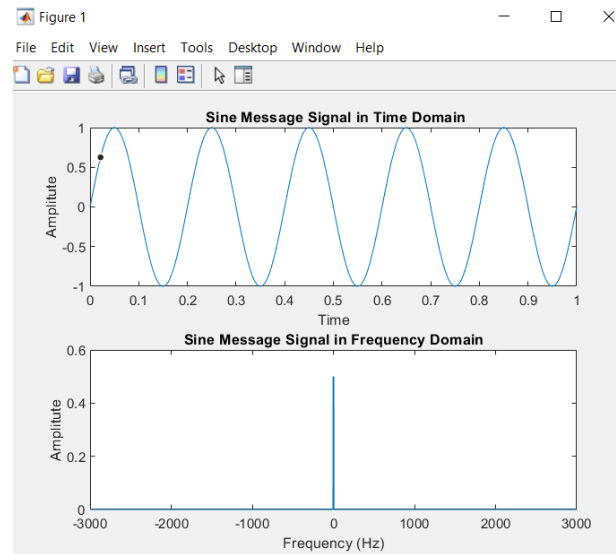 Figure 1
File Edit View Insert Tools Desktop Window Help
Sine Message Signal in Time Domain
1
0.5
0
-0.5
-1
Amplitute
0 0.1 0.2 0.3 0.4 0.5 0.6 0.7 0.8 0.9 1
Time
Sine Message Signal in Frequency Domain
0.6
0.4
0.2
0
Amplitute
-3000 -2000 -1000 0 1000 2000 3000
Frequency (Hz)